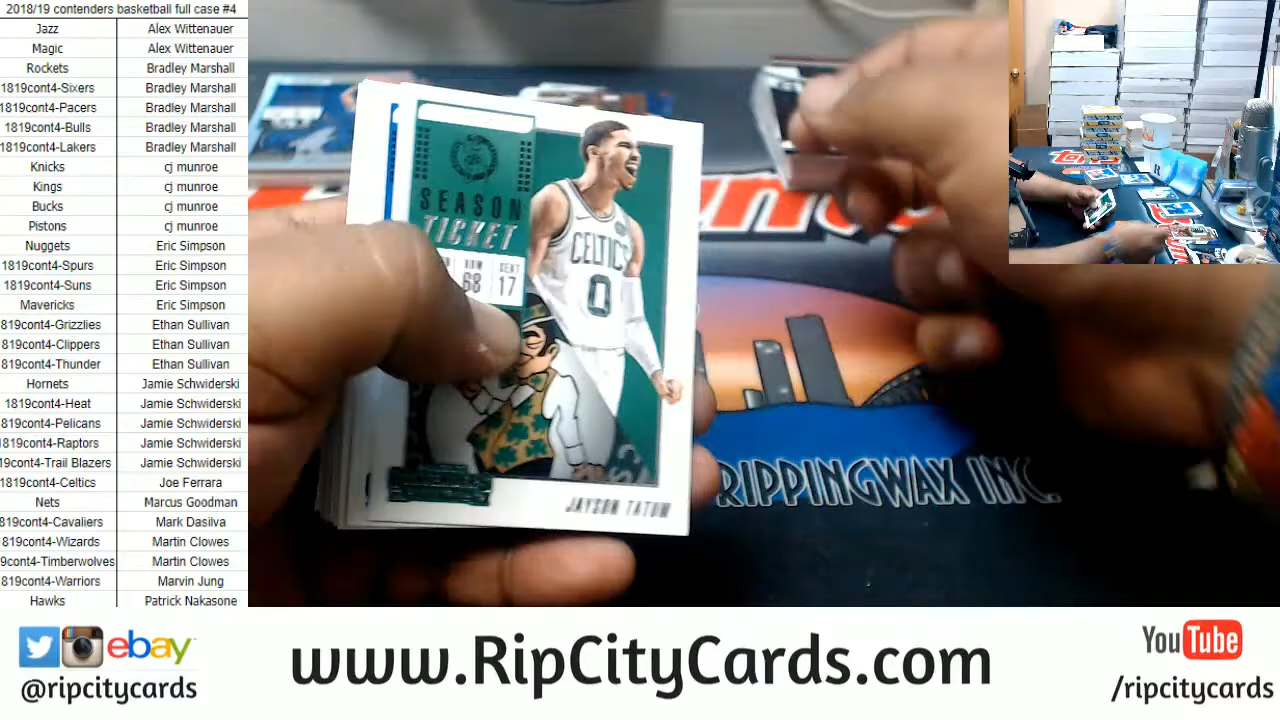 2018/19 contenders basketball full case #4
Jazz Alex Wittenauer
Magic Alex Wittenauer
Rockets Bradley Marshall
1819cont4-Sixers Bradley Marshall
1819cont4-Pacers Bradley Marshall
1819cont4-Bulls Bradley Marshall
1819cont4-Lakers Bradley Marshall
Knicks cj munroe
Kings cj munroe
Bucks cj munroe
Pistons cj munroe
Nuggets Eric Simpson
1819cont4-Spurs Eric Simpson
1819cont4-Suns Eric Simpson
Mavericks Eric Simpson
819cont4-Grizzlies Ethan Sullivan
819cont4-Clippers Ethan Sullivan
819cont4-Thunder Ethan Sullivan
Hornets Jamie Schwiderski
1819cont4-Heat Jamie Schwiderski
819cont4-Pelicans Jamie Schwiderski
819cont4-Raptors Jamie Schwiderski
9cont4-Trail Blazers Jamie Schwiderski
819cont4-Celtics Joe Ferrara
Nets Marcus Goodman
819cont4-Cavaliers Mark Dasilva
819cont4-Wizards Martin Clowes
9cont4-Timberwolves Martin Clowes
819cont4-Warriors Marvin Jung
Hawks Patrick Nakasone
SEASON
TICKET
ROW SEAT
68 17
CELTICS
0
JAYSON TATUM
RIPPINGWAX INC.
Topps
ebay
@ripcitycards
www.RipCityCards.com
YouTube
/ripcitycards